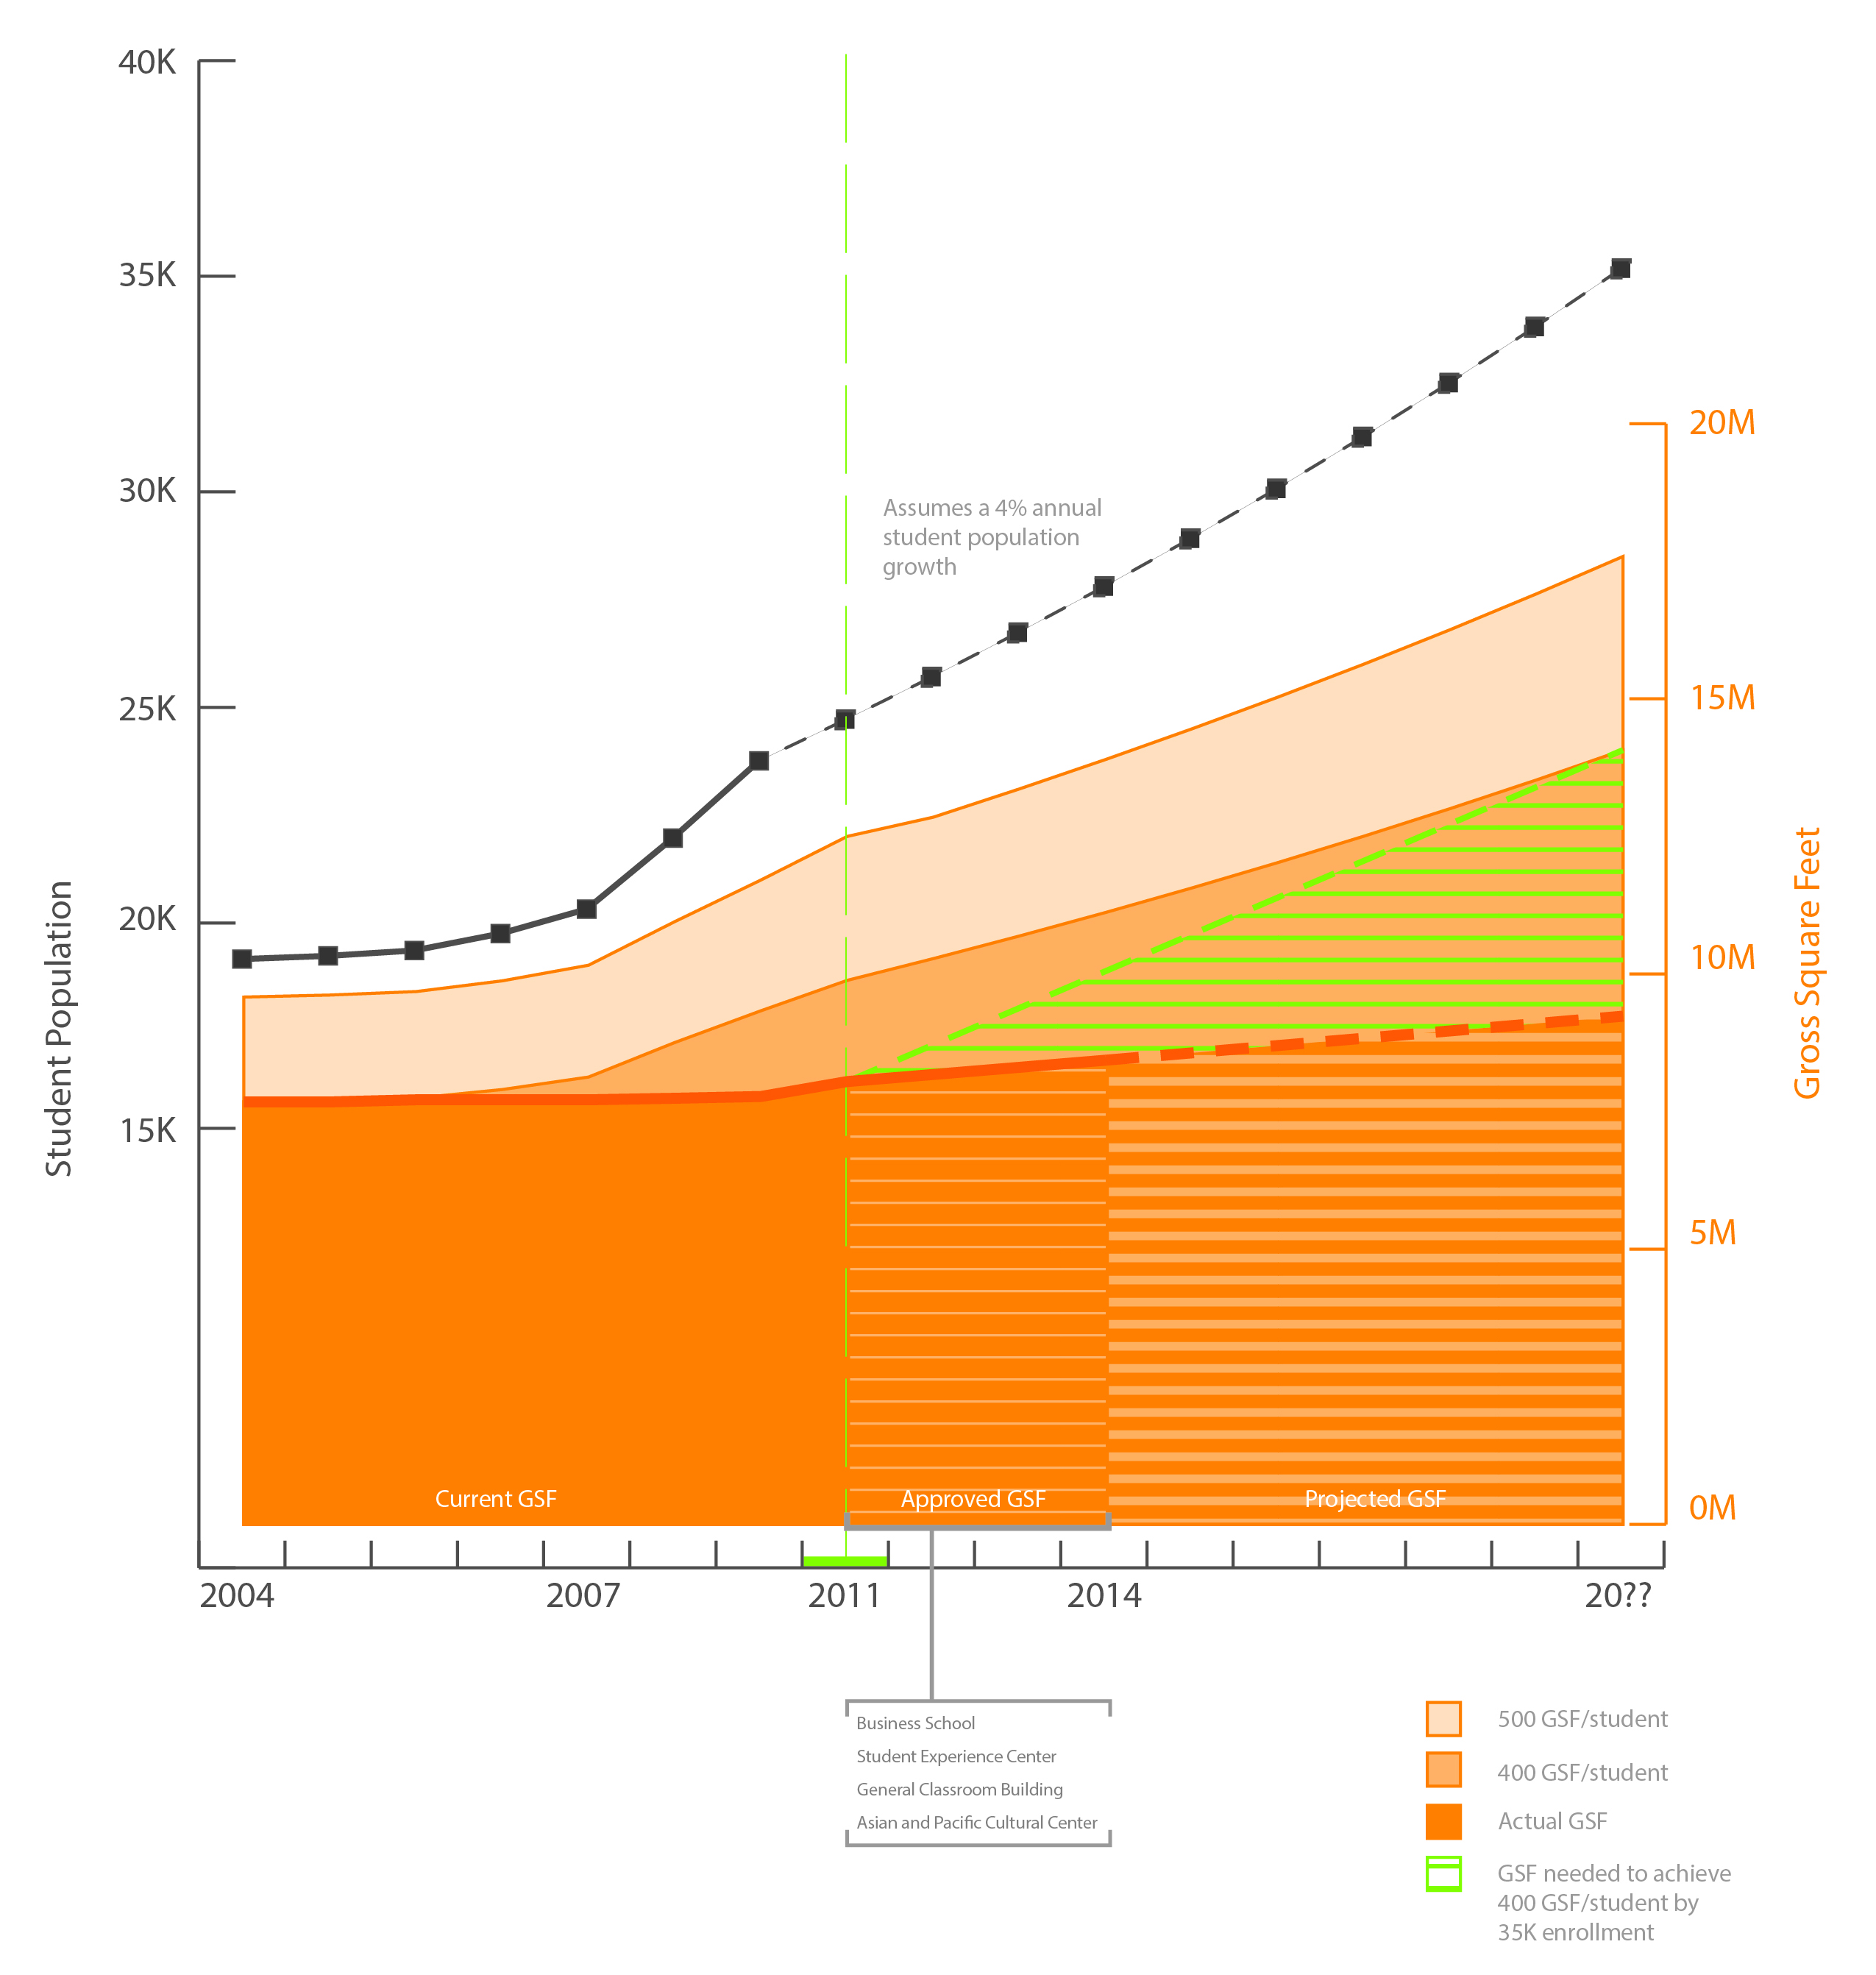 40K
35K
30K
25K
20K
15K
Student Population
Assumes a 4% annual
student population
growth
20M
15M
10M
5M
0M
Gross Square Feet
Current GSF
Approved GSF
Projected GSF
2004
2007
2011
2014
20??
Business School
Student Experience Center
General Classroom Building
Asian and Pacific Cultural Center
500 GSF/student
400 GSF/student
Actual GSF
GSF needed to achieve
400 GSF/student by
35K enrollment